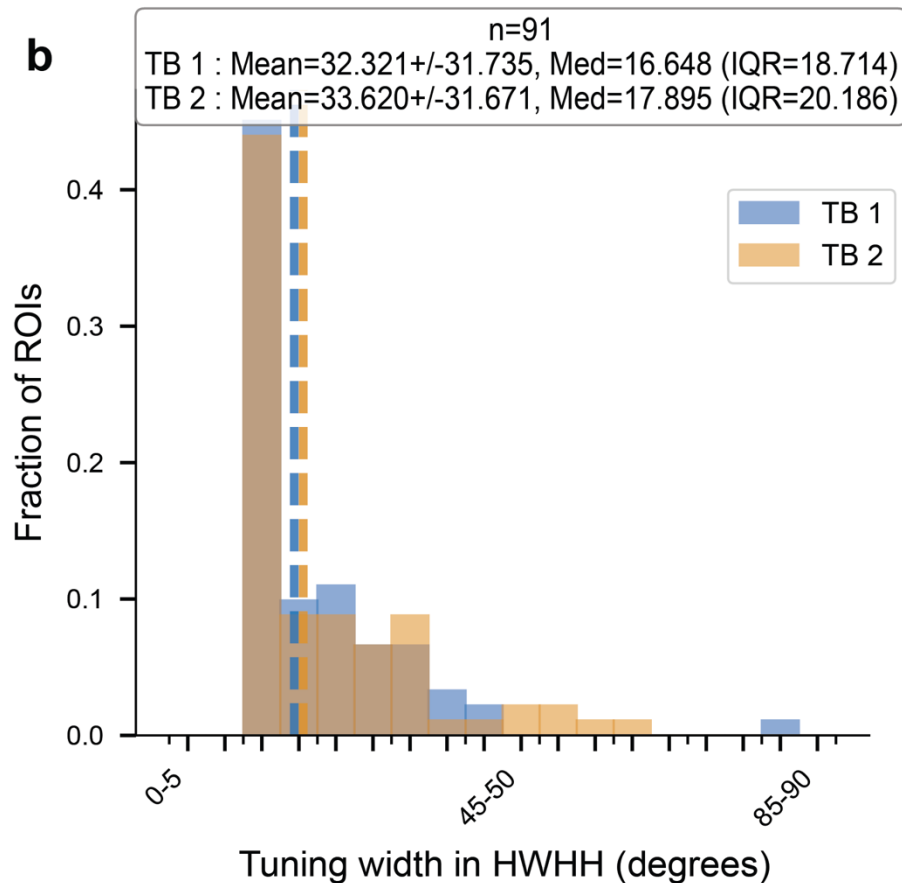 b
n=91
TB 1 : Mean=32.321+/-31.735, Med=16.648 (IQR=18.714)
TB 2 : Mean=33.620+/-31.671, Med=17.895 (IQR=20.186)
TB 1
TB 2
Fraction of ROIs
0.4
0.3
0.2
0.1
0.0
0-5
45-50
85-90
Tuning width in HWHH (degrees)